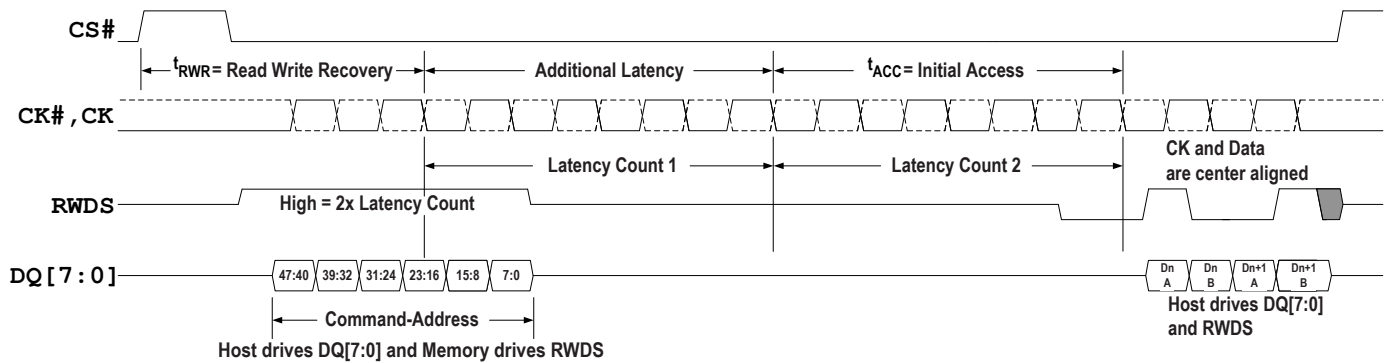 CS#
tRWR= Read Write Recovery
Additional Latency
tACC= Initial Access
CK#,CK
Latency Count 1
Latency Count 2
CK and Data
are center aligned
RWDS
High = 2x Latency Count
DQ[7:0]
47:40 39:32 31:24 23:16 15:8 7:0
Dn A
Dn B
Dn+1 A
Dn+1 B
Command-Address
Host drives DQ[7:0]
and RWDS
Host drives DQ[7:0] and Memory drives RWDS